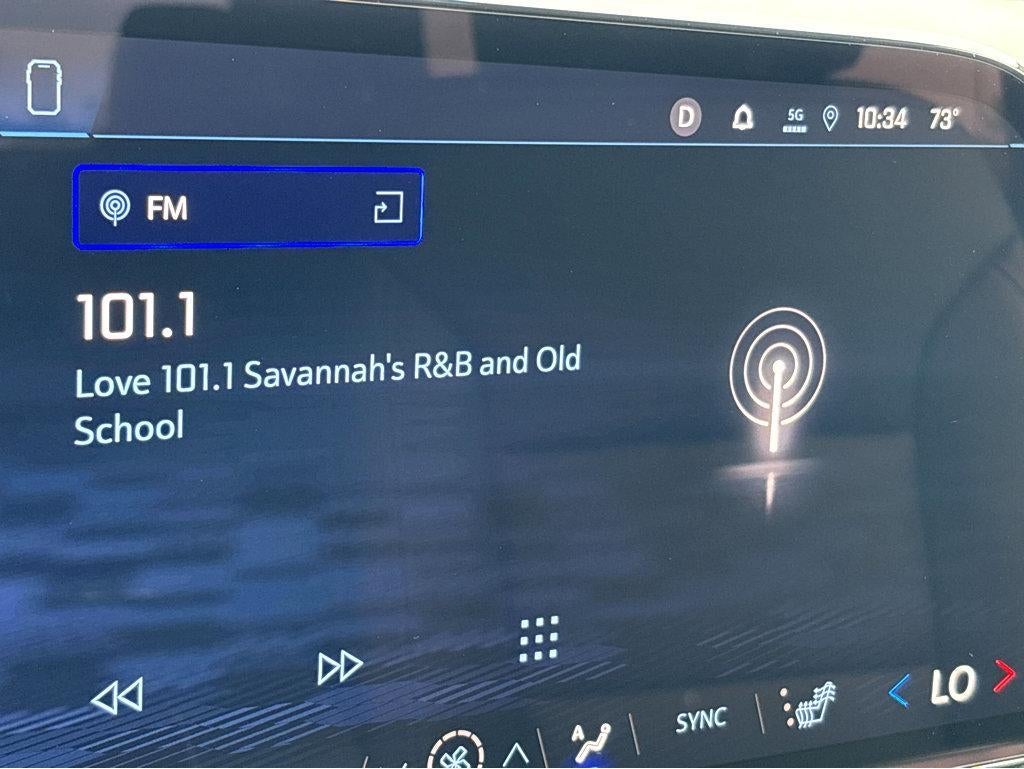 D 5G 10:34 73°
FM
101.1
Love 101.1 Savannah's R&B and Old
School
A SYNC LO